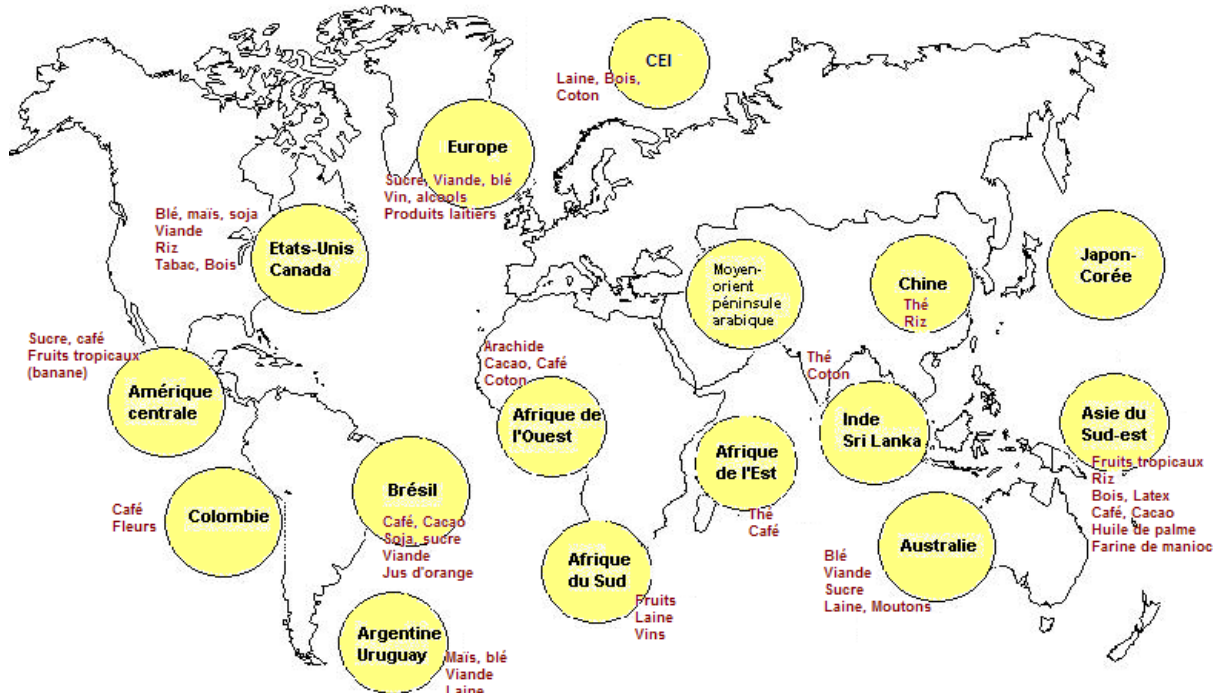 CEI
Laine, Bois,
Coton
Europe
Sucre, Viande, blé
Vin, alcools
Produits laitiers
Blé, maïs, soja
Viande
Riz
Tabac, Bois
Etats-Unis
Canada
Moyen-
orient
péninsule
arabique
Chine
Thé
Riz
Japon-
Corée
Sucre, café
Fruits tropicaux
(banane)
Amérique
centrale
Arachide
Cacao, Café
Coton
Afrique de
l'Ouest
Thé
Coton
Inde
Sri Lanka
Asie du
Sud-est
Fruits tropicaux
Riz
Bois, Latex
Café, Cacao
Huile de palme
Farine de manioc
Afrique
de l'Est
Thé
Café
Café
Fleurs
Colombie
Brésil
Café, Cacao
Soja, sucre
Viande
Jus d'orange
Afrique
du Sud
Fruits
Laine
Vins
Australie
Blé
Viande
Sucre
Laine, Moutons
Argentine
Uruguay
Maïs, blé
Viande
Laine